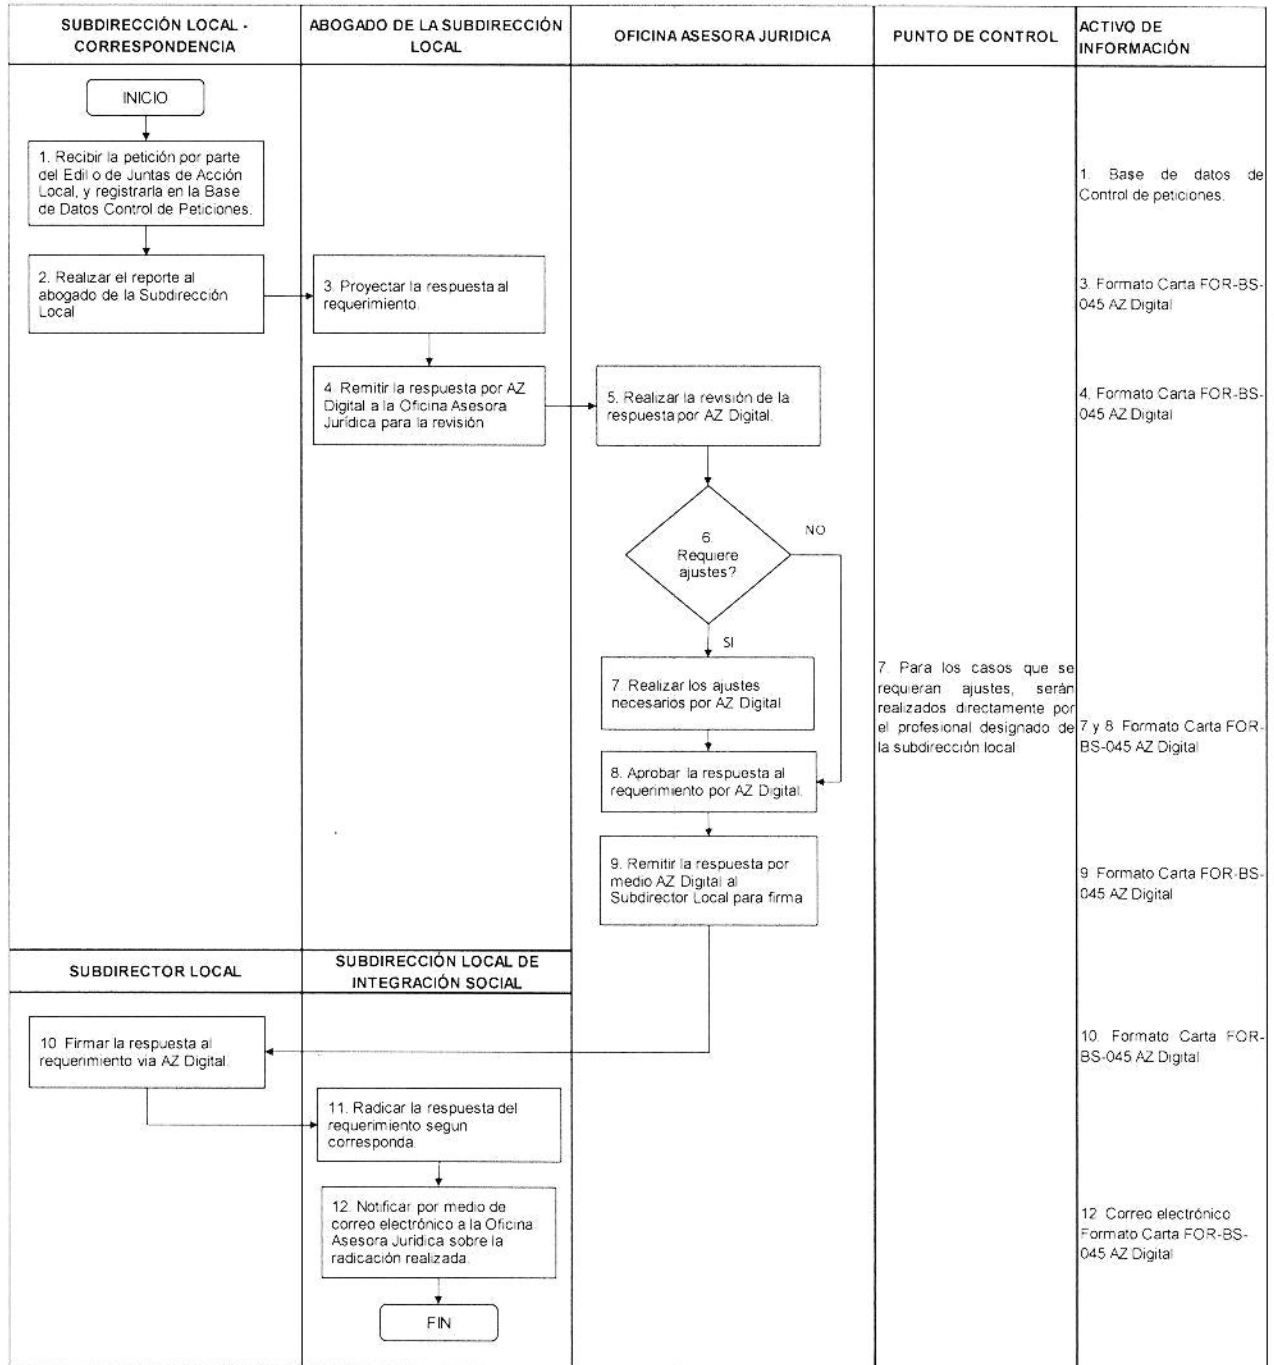 SUBDIRECCIÓN LOCAL -
CORRESPONDENCIA
ABOGADO DE LA SUBDIRECCIÓN
LOCAL
OFICINA ASESORA JURIDICA
PUNTO DE CONTROL
ACTIVO DE
INFORMACIÓN
INICIO
1. Recibir la petición por parte
del Edil o de Juntas de Acción
Local, y registrarla en la Base
de Datos Control de Peticiones.
1. Base de datos de
Control de peticiones.
2. Realizar el reporte al
abogado de la Subdirección
Local
3. Proyectar la respuesta al
requerimiento.
3. Formato Carta FOR-BS-
045 AZ Digital
4. Remitir la respuesta por AZ
Digital a la Oficina Asesora
Jurídica para la revisión
5. Realizar la revisión de la
respuesta por AZ Digital.
4. Formato Carta FOR-BS-
045 AZ Digital
6.
Requiere
ajustes?
NO
SI
7. Realizar los ajustes
necesarios por AZ Digital
7. Para los casos que se
requieran ajustes, serán
realizados directamente por
el profesional designado de
la subdirección local
7 y 8 Formato Carta FOR-
BS-045 AZ Digital
8. Aprobar la respuesta al
requerimiento por AZ Digital.
9. Remitir la respuesta por
medio AZ Digital al
Subdirector Local para firma
9 Formato Carta FOR-BS-
045 AZ Digital
SUBDIRECTOR LOCAL
SUBDIRECCIÓN LOCAL DE
INTEGRACIÓN SOCIAL
10 Firmar la respuesta al
requerimiento via AZ Digital.
10. Formato Carta FOR-
BS-045 AZ Digital
11. Radicar la respuesta del
requerimiento segun
corresponda.
12. Notificar por medio de
correo electrónico a la Oficina
Asesora Jurídica sobre la
radicación realizada.
12 Correo electrónico
Formato Carta FOR-BS-
045 AZ Digital
FIN